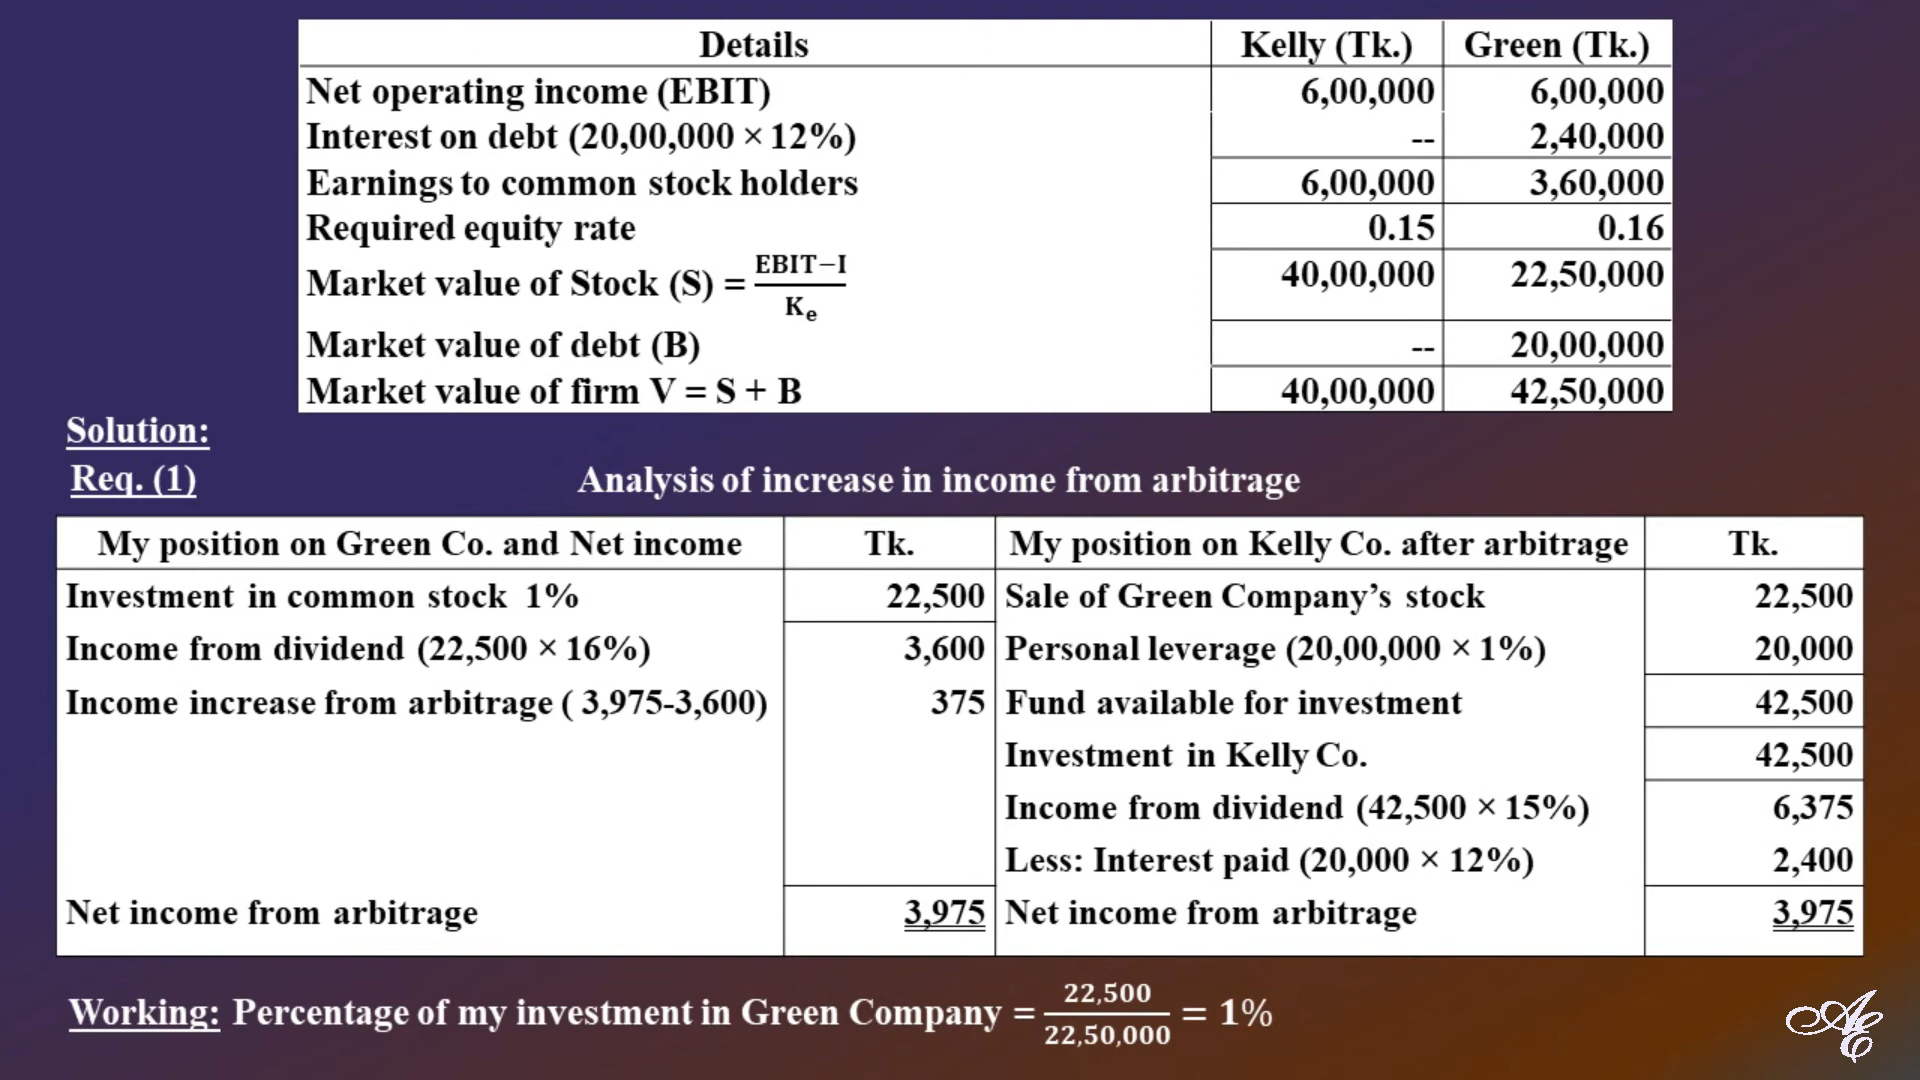 Details Kelly (Tk.) Green (Tk.)
Net operating income (EBIT) 6,00,000 6,00,000
Interest on debt (20,00,000 × 12%) -- 2,40,000
Earnings to common stock holders 6,00,000 3,60,000
Required equity rate 0.15 0.16
Market value of Stock (S) = EBIT−I / Ke 40,00,000 22,50,000
Market value of debt (B) -- 20,00,000
Market value of firm V = S + B 40,00,000 42,50,000
Solution:
Req. (1) Analysis of increase in income from arbitrage
My position on Green Co. and Net income Tk. My position on Kelly Co. after arbitrage Tk.
Investment in common stock 1% 22,500 Sale of Green Company’s stock 22,500
Income from dividend (22,500 × 16%) 3,600 Personal leverage (20,00,000 × 1%) 20,000
Income increase from arbitrage ( 3,975-3,600) 375 Fund available for investment 42,500
Investment in Kelly Co. 42,500
Income from dividend (42,500 × 15%) 6,375
Less: Interest paid (20,000 × 12%) 2,400
Net income from arbitrage 3,975 Net income from arbitrage 3,975
Working: Percentage of my investment in Green Company = 22,500 / 22,50,000 = 1%
AE